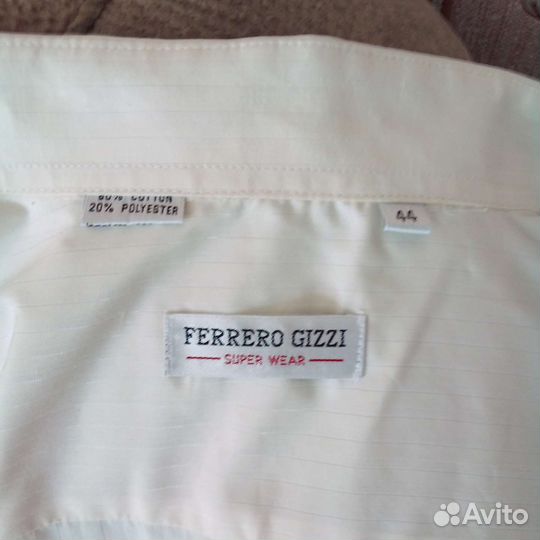 80% COTTON
20% POLYESTER
44
FERRERO GIZZI
SUPER WEAR
Avito